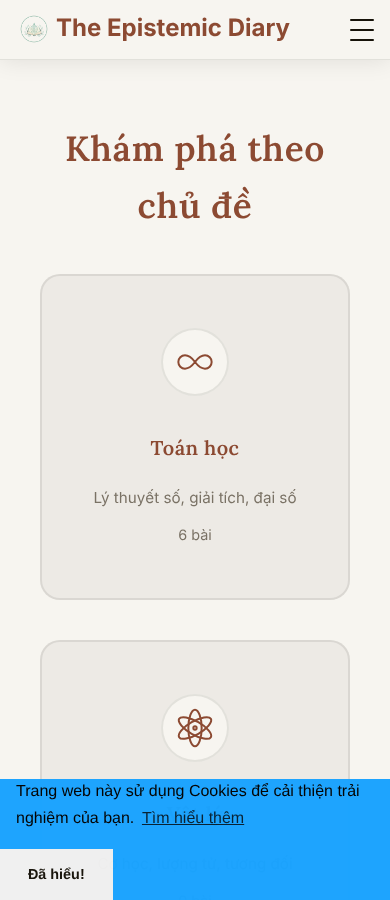 The Epistemic Diary
Khám phá theo
chủ đề
Toán học
Lý thuyết số, giải tích, đại số
6 bài
Trang web này sử dụng Cookies để cải thiện trải
nghiệm của bạn. Tìm hiểu thêm
Đã hiểu!